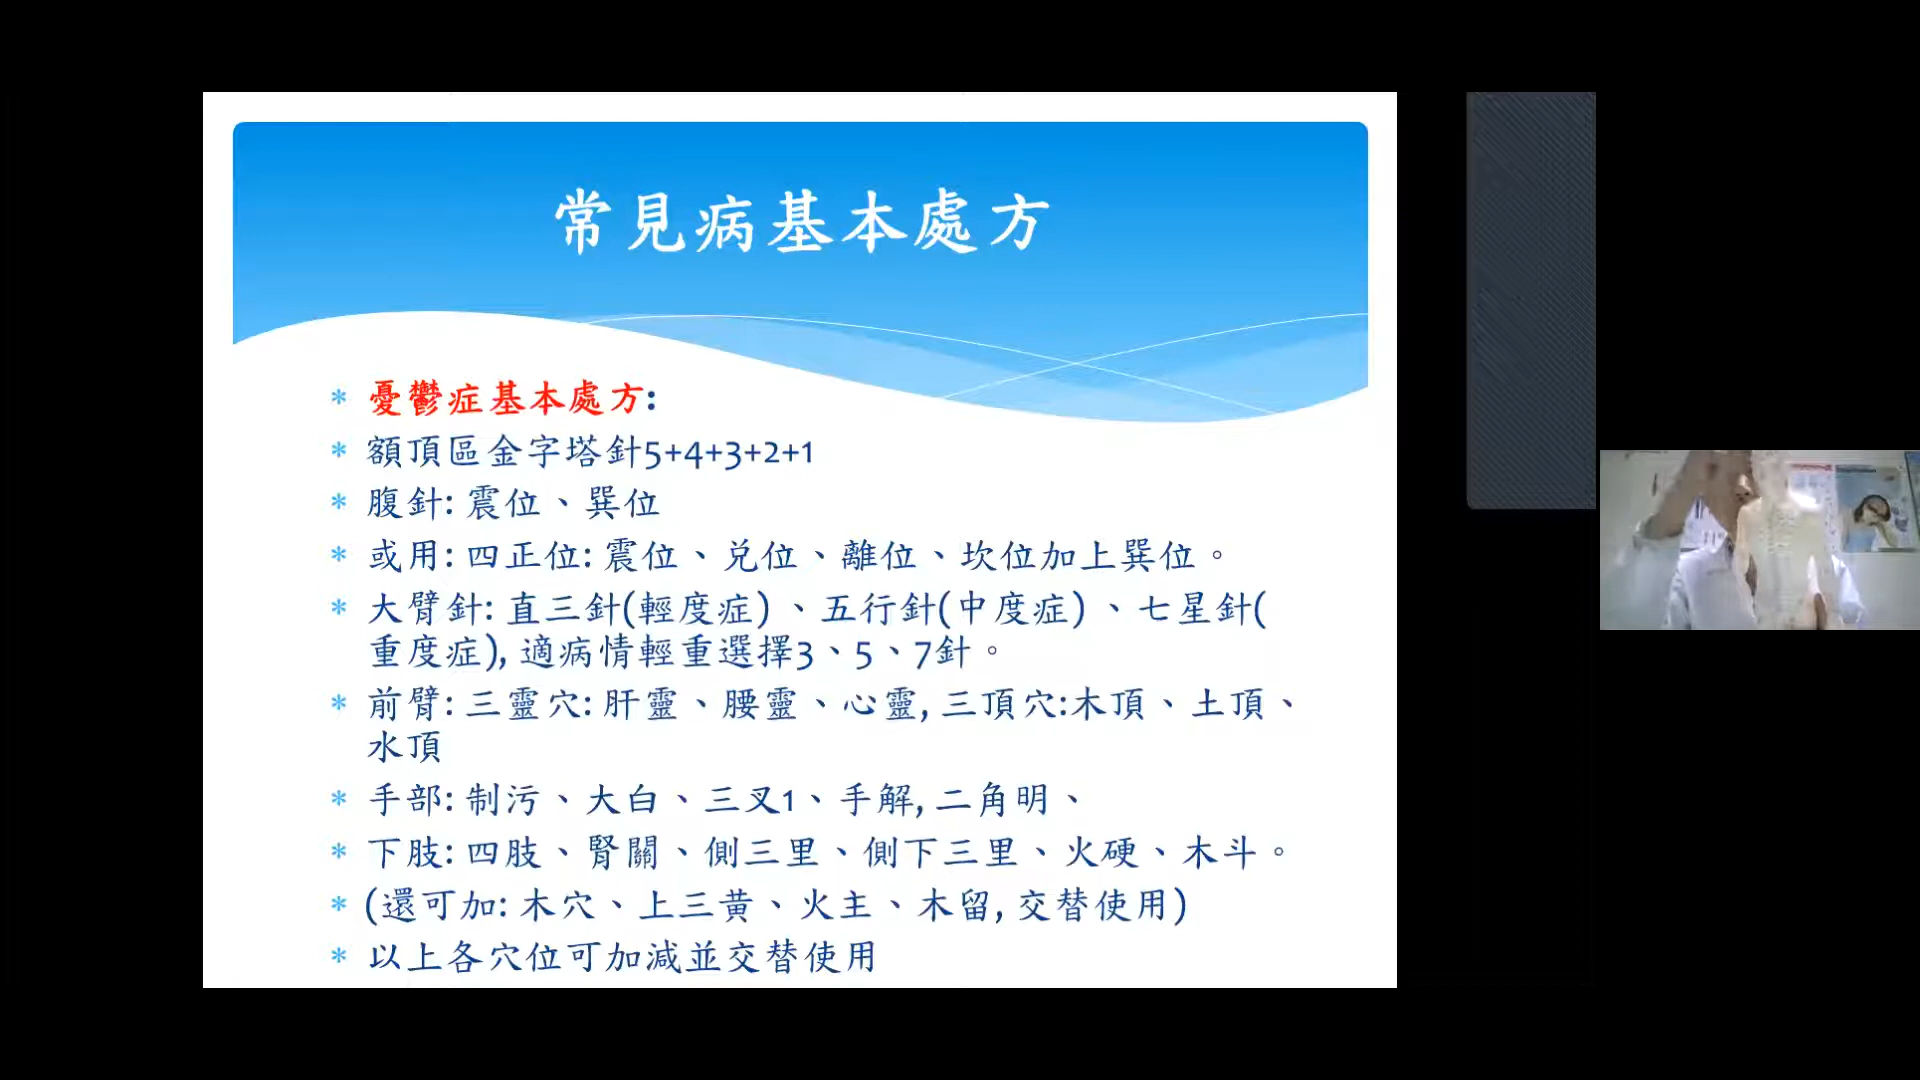 常見病基本處方
* 憂鬱症基本處方:
* 額頂區金字塔針5+4+3+2+1
* 腹針: 震位、巽位
* 或用: 四正位: 震位、兌位、離位、坎位加上巽位。
* 大臂針: 直三針(輕度症)、五行針(中度症)、七星針(
重度症), 適病情輕重選擇3、5、7針。
* 前臂: 三靈穴: 肝靈、腰靈、心靈, 三頂穴:木頂、土頂、
水頂
* 手部: 制污、大白、三叉1、手解, 二角明、
* 下肢: 四肢、腎關、側三里、側下三里、火硬、木斗。
* (還可加: 木穴、上三黃、火主、木留, 交替使用)
* 以上各穴位可加減並交替使用